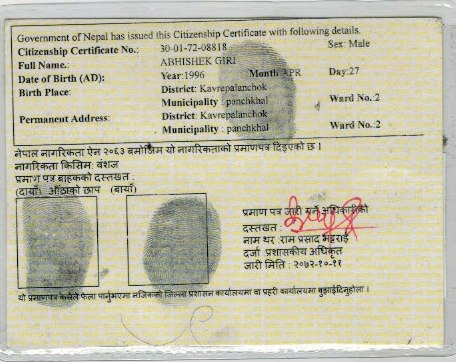 Government of Nepal has issued this Citizenship Certificate with following details.
Citizenship Certificate No.: 30-01-72-08818 Sex: Male
Full Name.: ABHISHEK GIRI
Date of Birth (AD): Year:1996 Month APR Day:27
Birth Place: District: Kavrepalanchok
Municipality : panchkhal Ward No.:2
Permanent Address: District: Kavrepalanchok
Municipality : panchkhal Ward No.:2
नेपाल नागरिकता ऐन २०६३ बमोजिम यो नागरिकताको प्रमाणपत्र दिइएको छ ।
नागरिकता किसिम: वंशज
प्रमाण पत्र बाहकको दस्तखत :
(दायाँ) औंठाको छाप (बायाँ)
प्रमाण पत्र जारी गर्ने अधिकारीको
दस्तखत :
नाम थर : राम प्रसाद भट्टराई
दर्जा : प्रशासकीय अधिकृत
जारी मिति : २०७२-१०-११
यो प्रमाणपत्र कसैले फेला पार्नुभएमा नजिकको जिल्ला प्रशासन कार्यालयमा वा प्रहरी कार्यालयमा बुझाईदिनुहोला ।